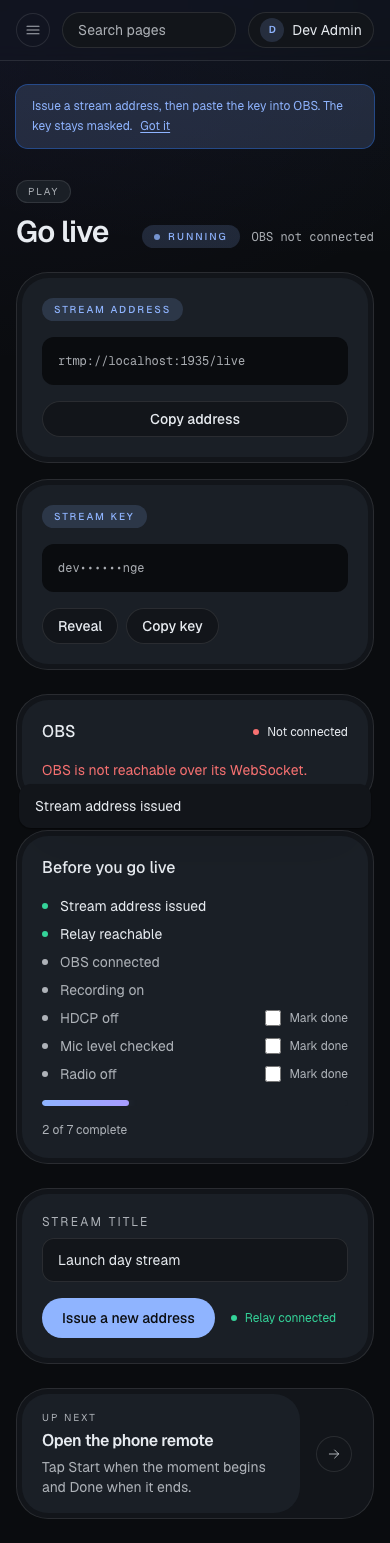 Search pages
D
Dev Admin
Issue a stream address, then paste the key into OBS. The
key stays masked. Got it
PLAY
Go live
RUNNING
OBS not connected
STREAM ADDRESS
rtmp://localhost:1935/live
Copy address
STREAM KEY
dev••••••nge
Reveal
Copy key
OBS
Not connected
OBS is not reachable over its WebSocket.
Stream address issued
Before you go live
Stream address issued
Relay reachable
OBS connected
Recording on
HDCP off
Mark done
Mic level checked
Mark done
Radio off
Mark done
2 of 7 complete
STREAM TITLE
Launch day stream
Issue a new address
Relay connected
UP NEXT
Open the phone remote
Tap Start when the moment begins
and Done when it ends.